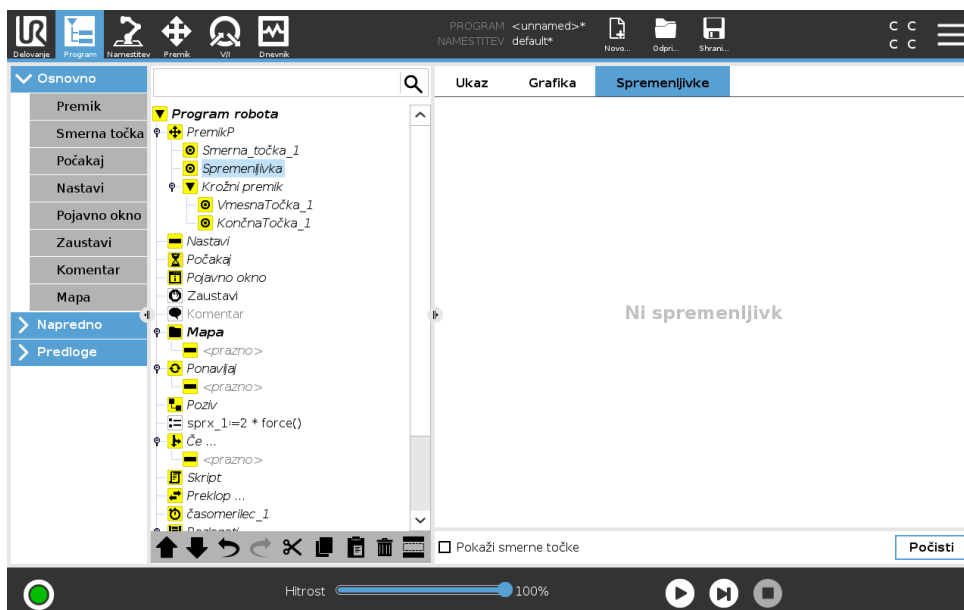 UR
Delovanje
Program
Namestitev
Premik
V/I
Dnevnik
PROGRAM <unnamed>*
NAMESTITEV default*
Novo...
Odpri...
Shrani...
C C
C C
Osnovno
Premik
Smerna točka
Počakaj
Nastavi
Pojavno okno
Zaustavi
Komentar
Mapa
Napredno
Predloge
Program robota
PremikP
Smerna_točka_1
Spremenljivka
Krožni premik
VmesnaTočka_1
KončnaTočka_1
Nastavi
Počakaj
Pojavno okno
Zaustavi
Komentar
Mapa
<prazno>
Ponavljaj
<prazno>
Poziv
sprx_1:=2 * force()
Če ...
<prazno>
Skript
Preklop ...
časomerilec_1
Ukaz
Grafika
Spremenljivke
Ni spremenljivk
Pokaži smerne točke
Počisti
Hitrost
100%